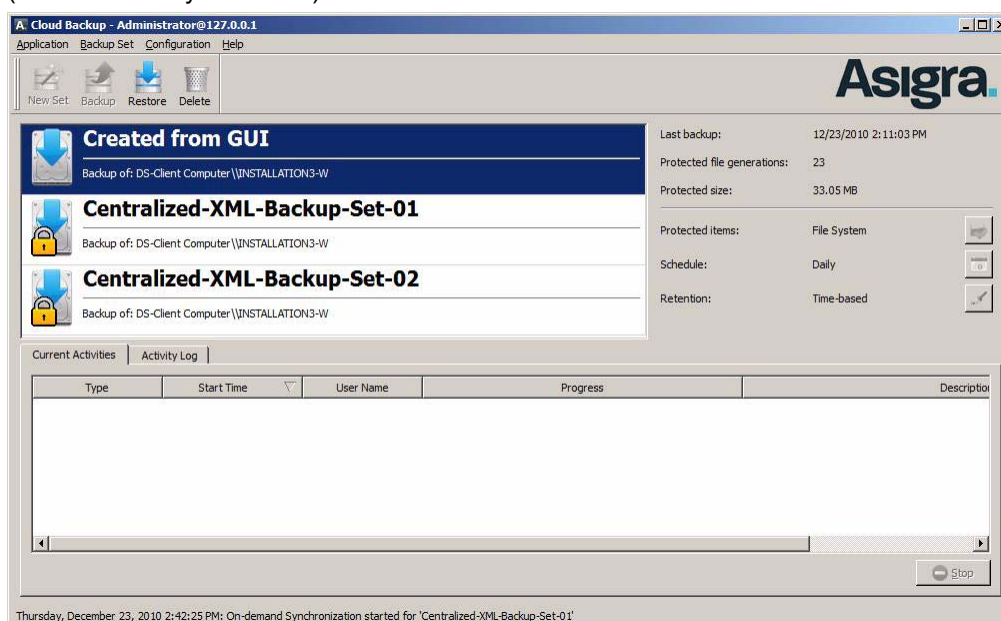 Cloud Backup - Administrator@127.0.0.1
Application Backup Set Configuration Help
New Set Backup Restore Delete
Asigra.
Created from GUI
Backup of: DS-Client Computer\\INSTALLATION3-W
Centralized-XML-Backup-Set-01
Backup of: DS-Client Computer\\INSTALLATION3-W
Centralized-XML-Backup-Set-02
Backup of: DS-Client Computer\\INSTALLATION3-W
Last backup: 12/23/2010 2:11:03 PM
Protected file generations: 23
Protected size: 33.05 MB
Protected items: File System
Schedule: Daily
Retention: Time-based
Current Activities Activity Log
Type Start Time User Name Progress Description
Stop
Thursday, December 23, 2010 2:42:25 PM: On-demand Synchronization started for 'Centralized-XML-Backup-Set-01'